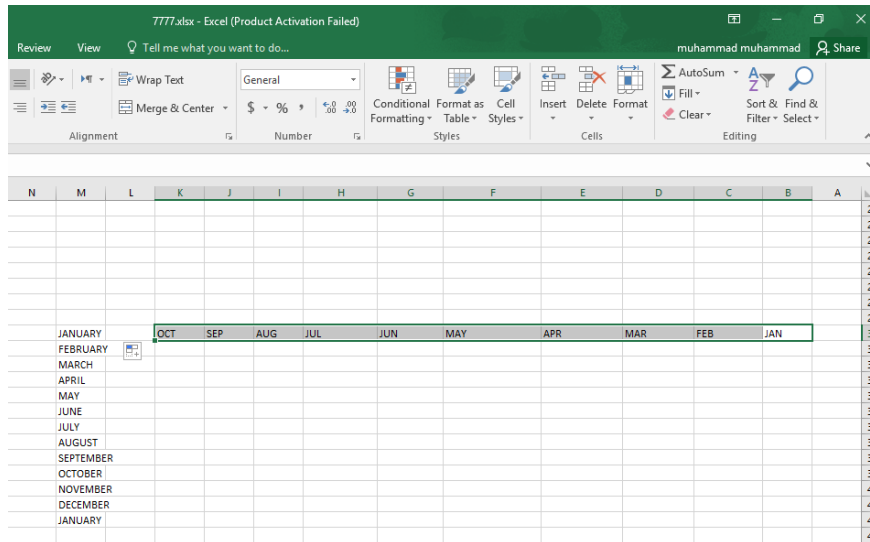 7777.xlsx - Excel (Product Activation Failed)
Review View Tell me what you want to do... muhammad muhammad Share
Wrap Text General AutoSum
Merge & Center $ % , .00 Conditional Formatting Format as Table Cell Styles Insert Delete Format Fill Clear Sort & Filter Find & Select
Alignment Number Styles Cells Editing
N M L K J I H G F E D C B A
JANUARY OCT SEP AUG JUL JUN MAY APR MAR FEB JAN
FEBRUARY
MARCH
APRIL
MAY
JUNE
JULY
AUGUST
SEPTEMBER
OCTOBER
NOVEMBER
DECEMBER
JANUARY